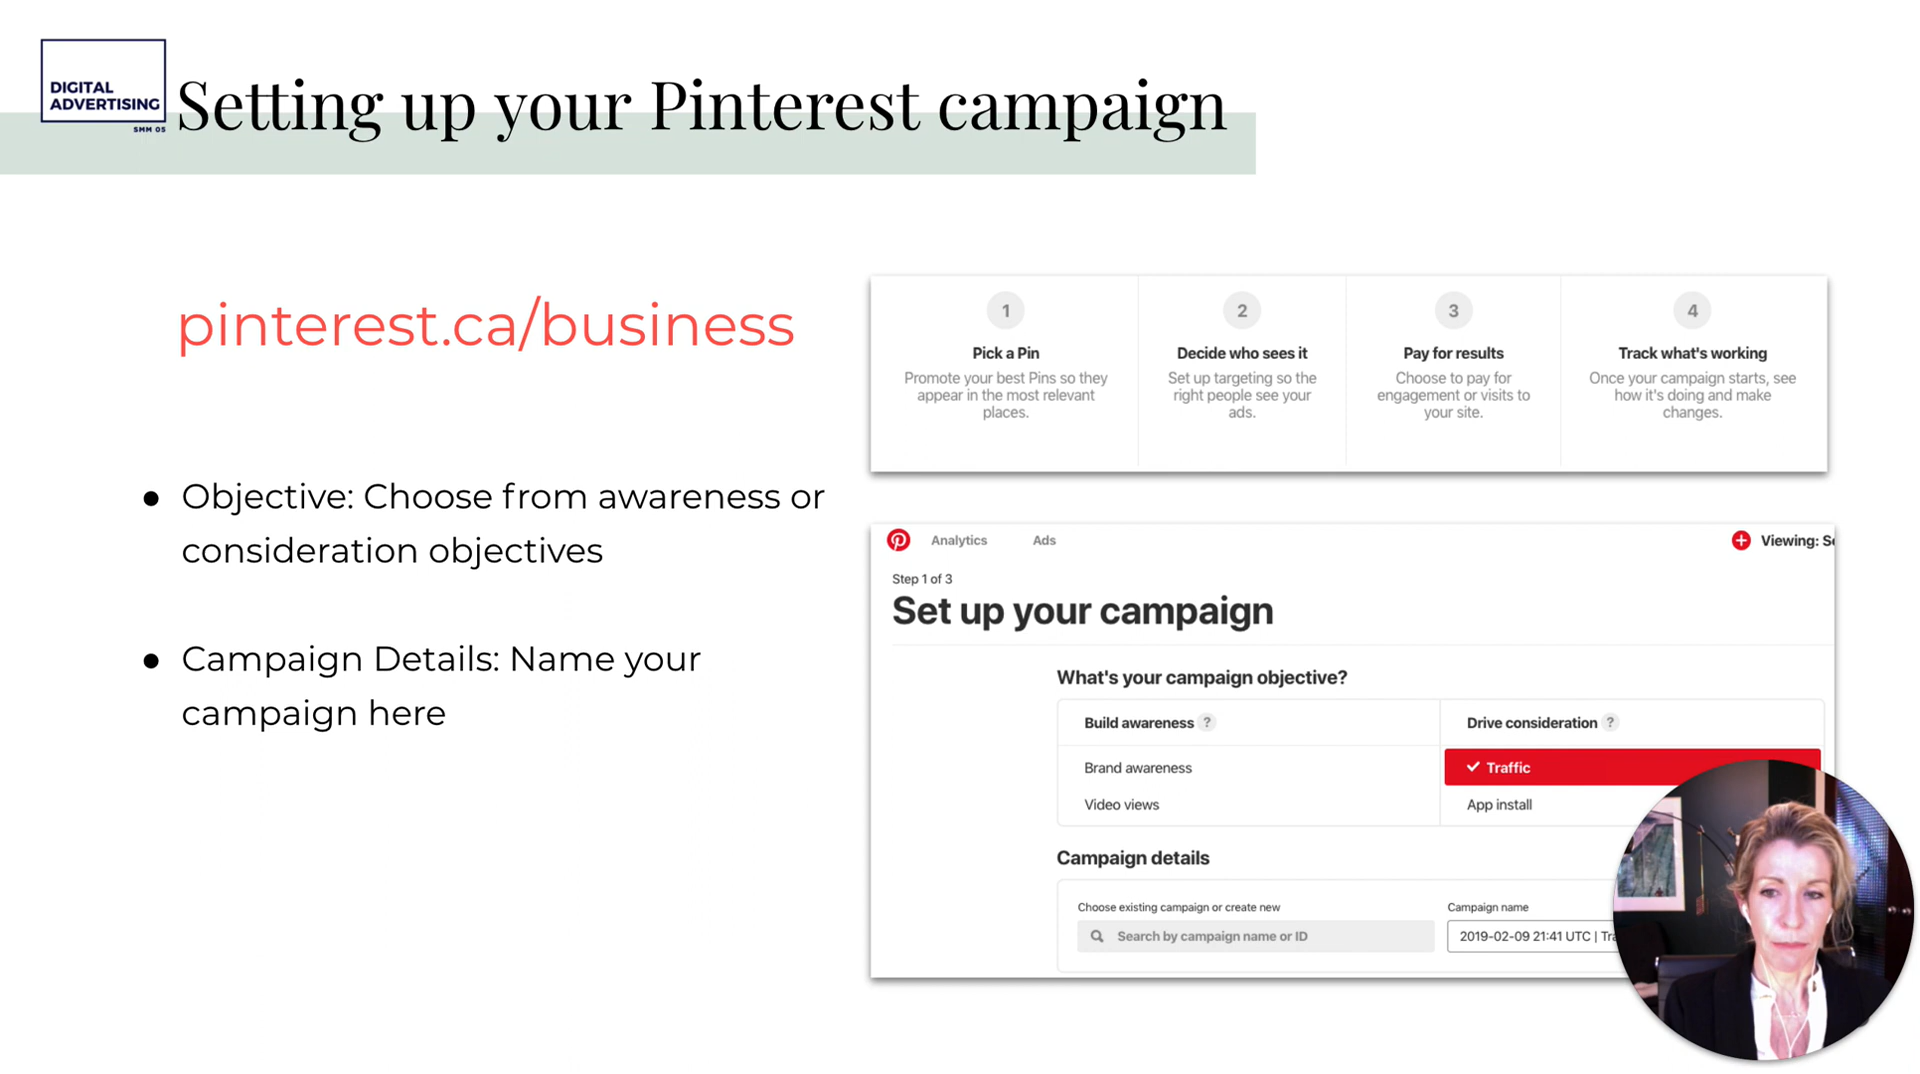 DIGITAL
ADVERTISING
SMM 05
Setting up your Pinterest campaign
pinterest.ca/business
● Objective: Choose from awareness or
consideration objectives
● Campaign Details: Name your
campaign here
1
Pick a Pin
Promote your best Pins so they
appear in the most relevant
places.
2
Decide who sees it
Set up targeting so the
right people see your
ads.
3
Pay for results
Choose to pay for
engagement or visits to
your site.
4
Track what's working
Once your campaign starts, see
how it's doing and make
changes.
Analytics Ads
Viewing:
Step 1 of 3
Set up your campaign
What's your campaign objective?
Build awareness ?
Brand awareness
Video views
Drive consideration ?
Traffic
App install
Campaign details
Choose existing campaign or create new
Search by campaign name or ID
Campaign name
2019-02-09 21:41 UTC |